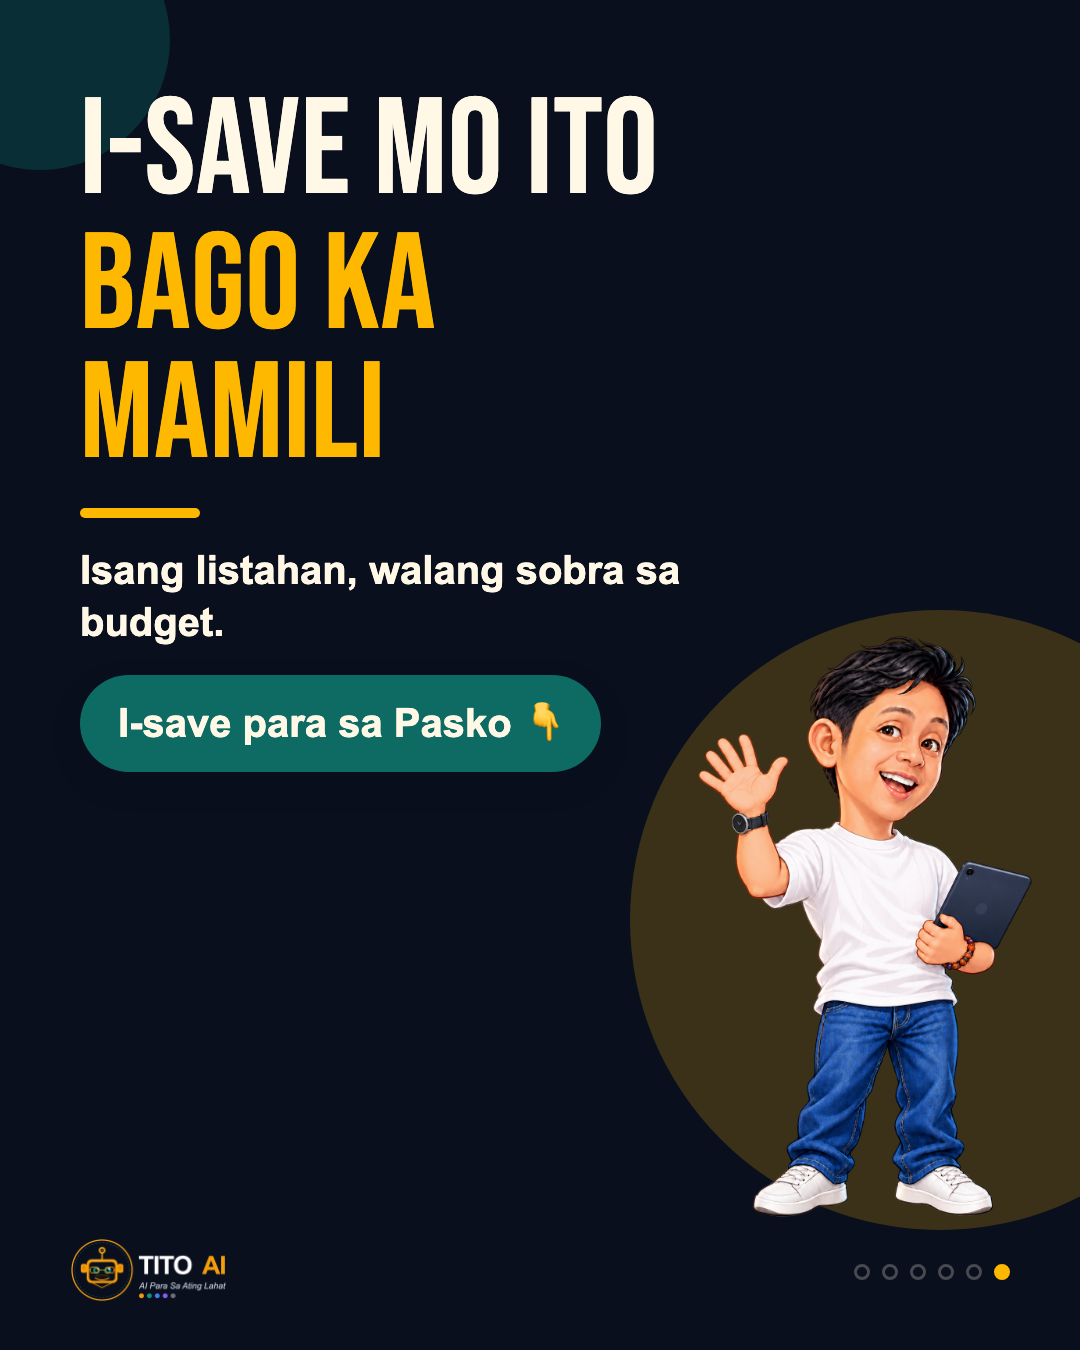 I-SAVE MO ITO
BAGO KA
MAMILI
Isang listahan, walang sobra sa
budget.
I-save para sa Pasko 👇
TITO AI
AI Para Sa Ating Lahat